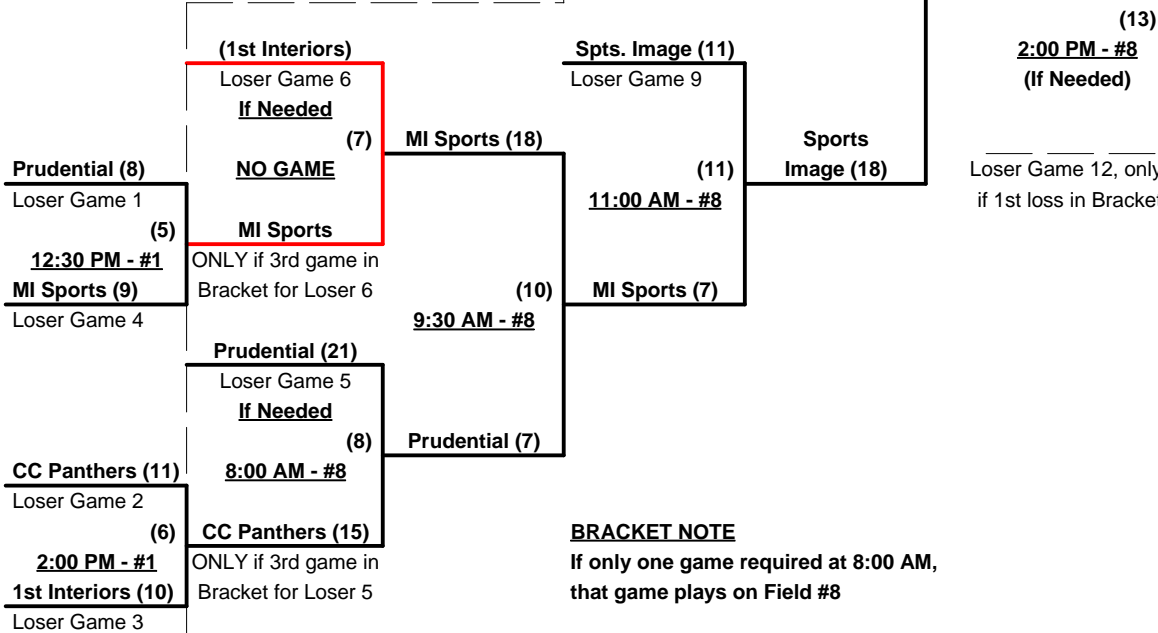 (13)
(1st Interiors)
Spts. Image (11)
2:00 PM - #8
Loser Game 6
Loser Game 9
(If Needed)
If Needed
(7)
MI Sports (18)
Sports
Prudential (8)
NO GAME
(11)
Image (18)
Loser Game 12, only
Loser Game 1
11:00 AM - #8
if 1st loss in Bracket
(5)
MI Sports
12:30 PM - #1
ONLY if 3rd game in
MI Sports (9)
Bracket for Loser 6
(10)
MI Sports (7)
Loser Game 4
9:30 AM - #8
Prudential (21)
Loser Game 5
If Needed
(8)
Prudential (7)
CC Panthers (11)
8:00 AM - #8
Loser Game 2
(6)
CC Panthers (15)
BRACKET NOTE
2:00 PM - #1
ONLY if 3rd game in
If only one game required at 8:00 AM,
1st Interiors (10)
Bracket for Loser 5
that game plays on Field #8
Loser Game 3